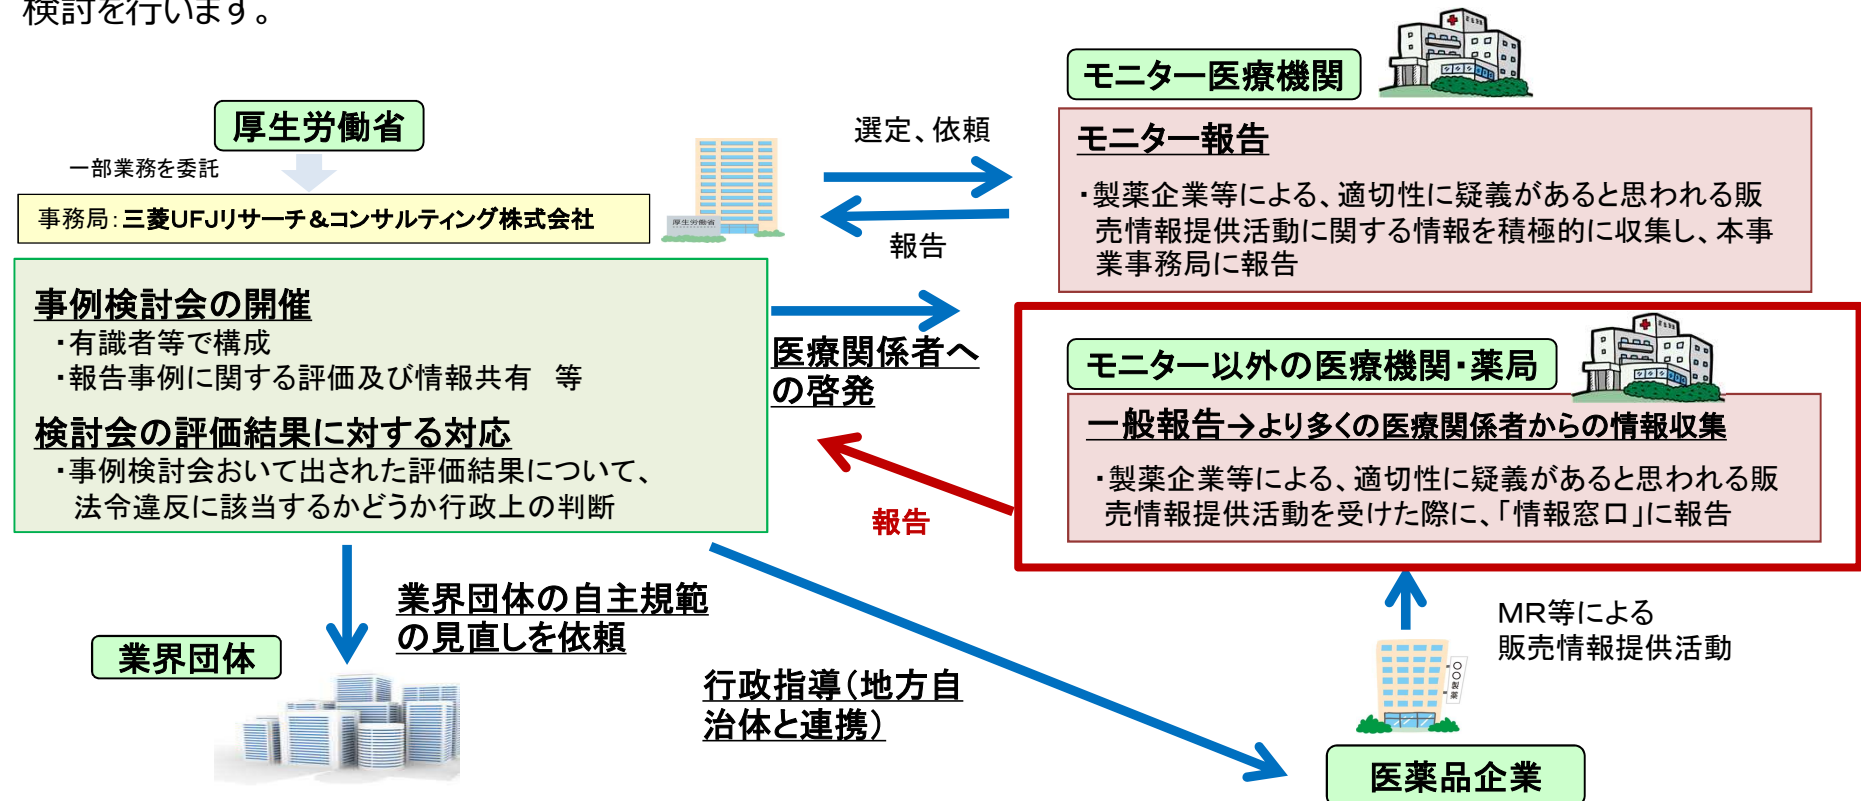 検討を行います。
厚生労働省
一部業務を委託
事務局：三菱UFJリサーチ＆コンサルティング株式会社
厚生労働省
選定、依頼
報告
モニター医療機関
モニター報告
・製薬企業等による、適切性に疑義があると思われる販
売情報提供活動に関する情報を積極的に収集し、本事
業事務局に報告
事例検討会の開催
・有識者等で構成
・報告事例に関する評価及び情報共有　等
検討会の評価結果に対する対応
・事例検討会おいて出された評価結果について、
法令違反に該当するかどうか行政上の判断
医療関係者へ
の啓発
報告
モニター以外の医療機関・薬局
一般報告→より多くの医療関係者からの情報収集
・製薬企業等による、適切性に疑義があると思われる販
売情報提供活動を受けた際に、「情報窓口」に報告
業界団体の自主規範
の見直しを依頼
業界団体
行政指導（地方自
治体と連携）
MR等による
販売情報提供活動
〇〇製薬
医薬品企業